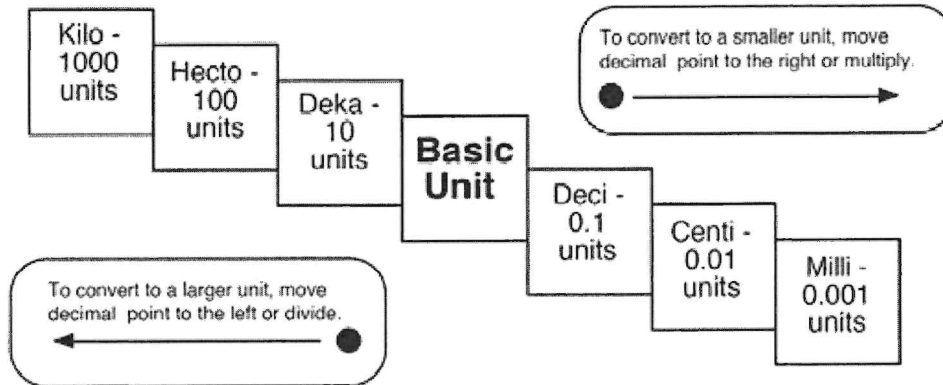 Kilo -
1000
units
Hecto -
100
units
Deka -
10
units
Basic
Unit
Deci -
0.1
units
Centi -
0.01
units
Milli -
0.001
units
To convert to a smaller unit, move
decimal point to the right or multiply.
To convert to a larger unit, move
decimal point to the left or divide.